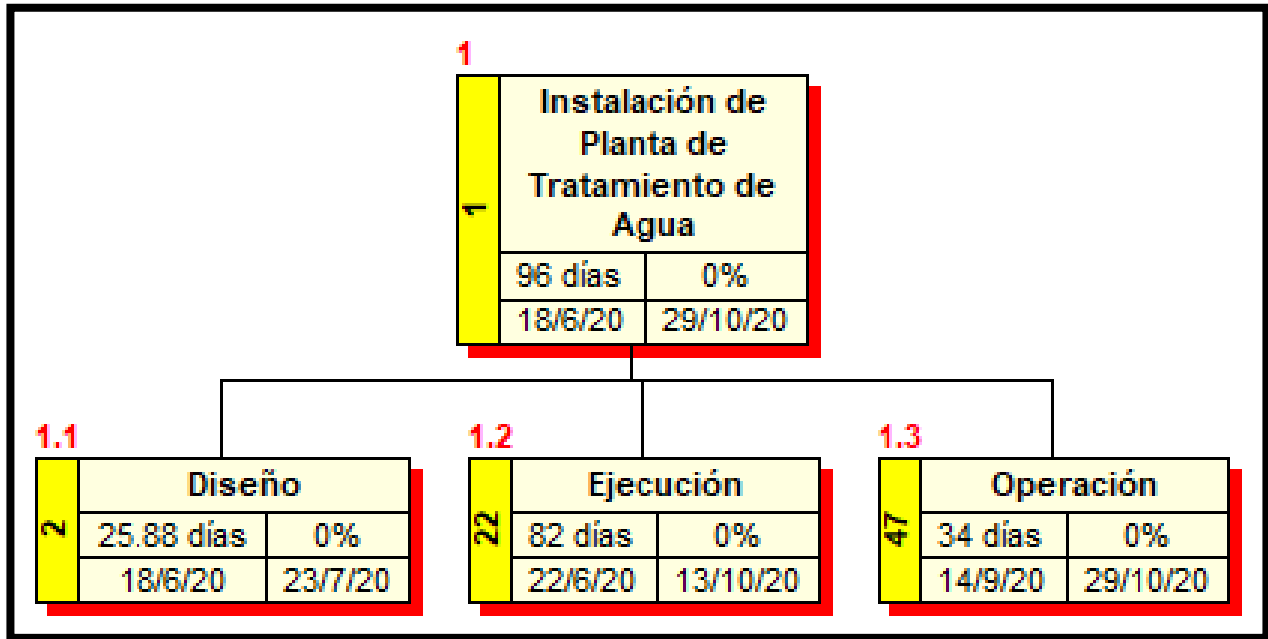 1
1
Instalación de
Planta de
Tratamiento de
Agua
96 días 0%
18/6/20 29/10/20
1.1
2
Diseño
25.88 días 0%
18/6/20 23/7/20
1.2
22
Ejecución
82 días 0%
22/6/20 13/10/20
1.3
47
Operación
34 días 0%
14/9/20 29/10/20